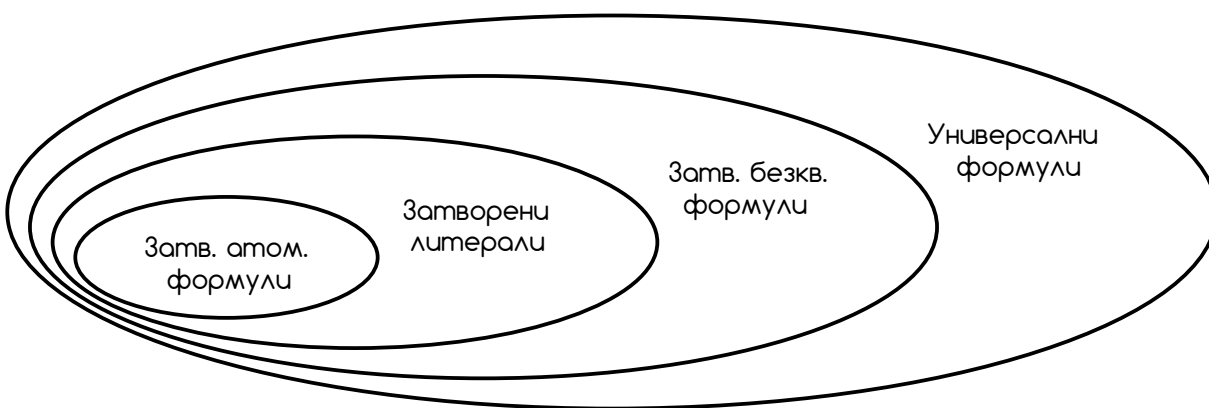 Универсални
формули
Затв. безкв.
формули
Затворени
литерали
Затв. атом.
формули